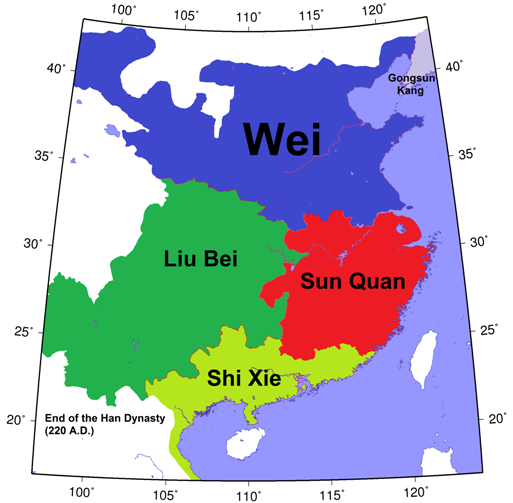 100° 105° 110° 115° 120°
40° 40°
Gongsun
Kang
Wei
35° 35°
30° 30°
Liu Bei
Sun Quan
25° 25°
Shi Xie
End of the Han Dynasty
(220 A.D.)
20° 20°
100° 105° 110° 115° 120°